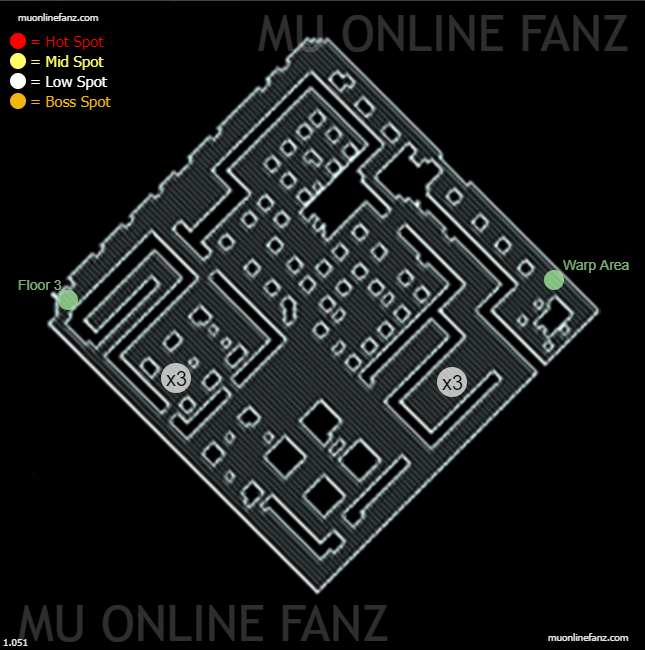 muonlinefanz.com
MU ONLINE FANZ
= Hot Spot
= Mid Spot
= Low Spot
= Boss Spot
Warp Area
Floor 3
x3
x3
MU ONLINE FANZ
1.051
muonlinefanz.com